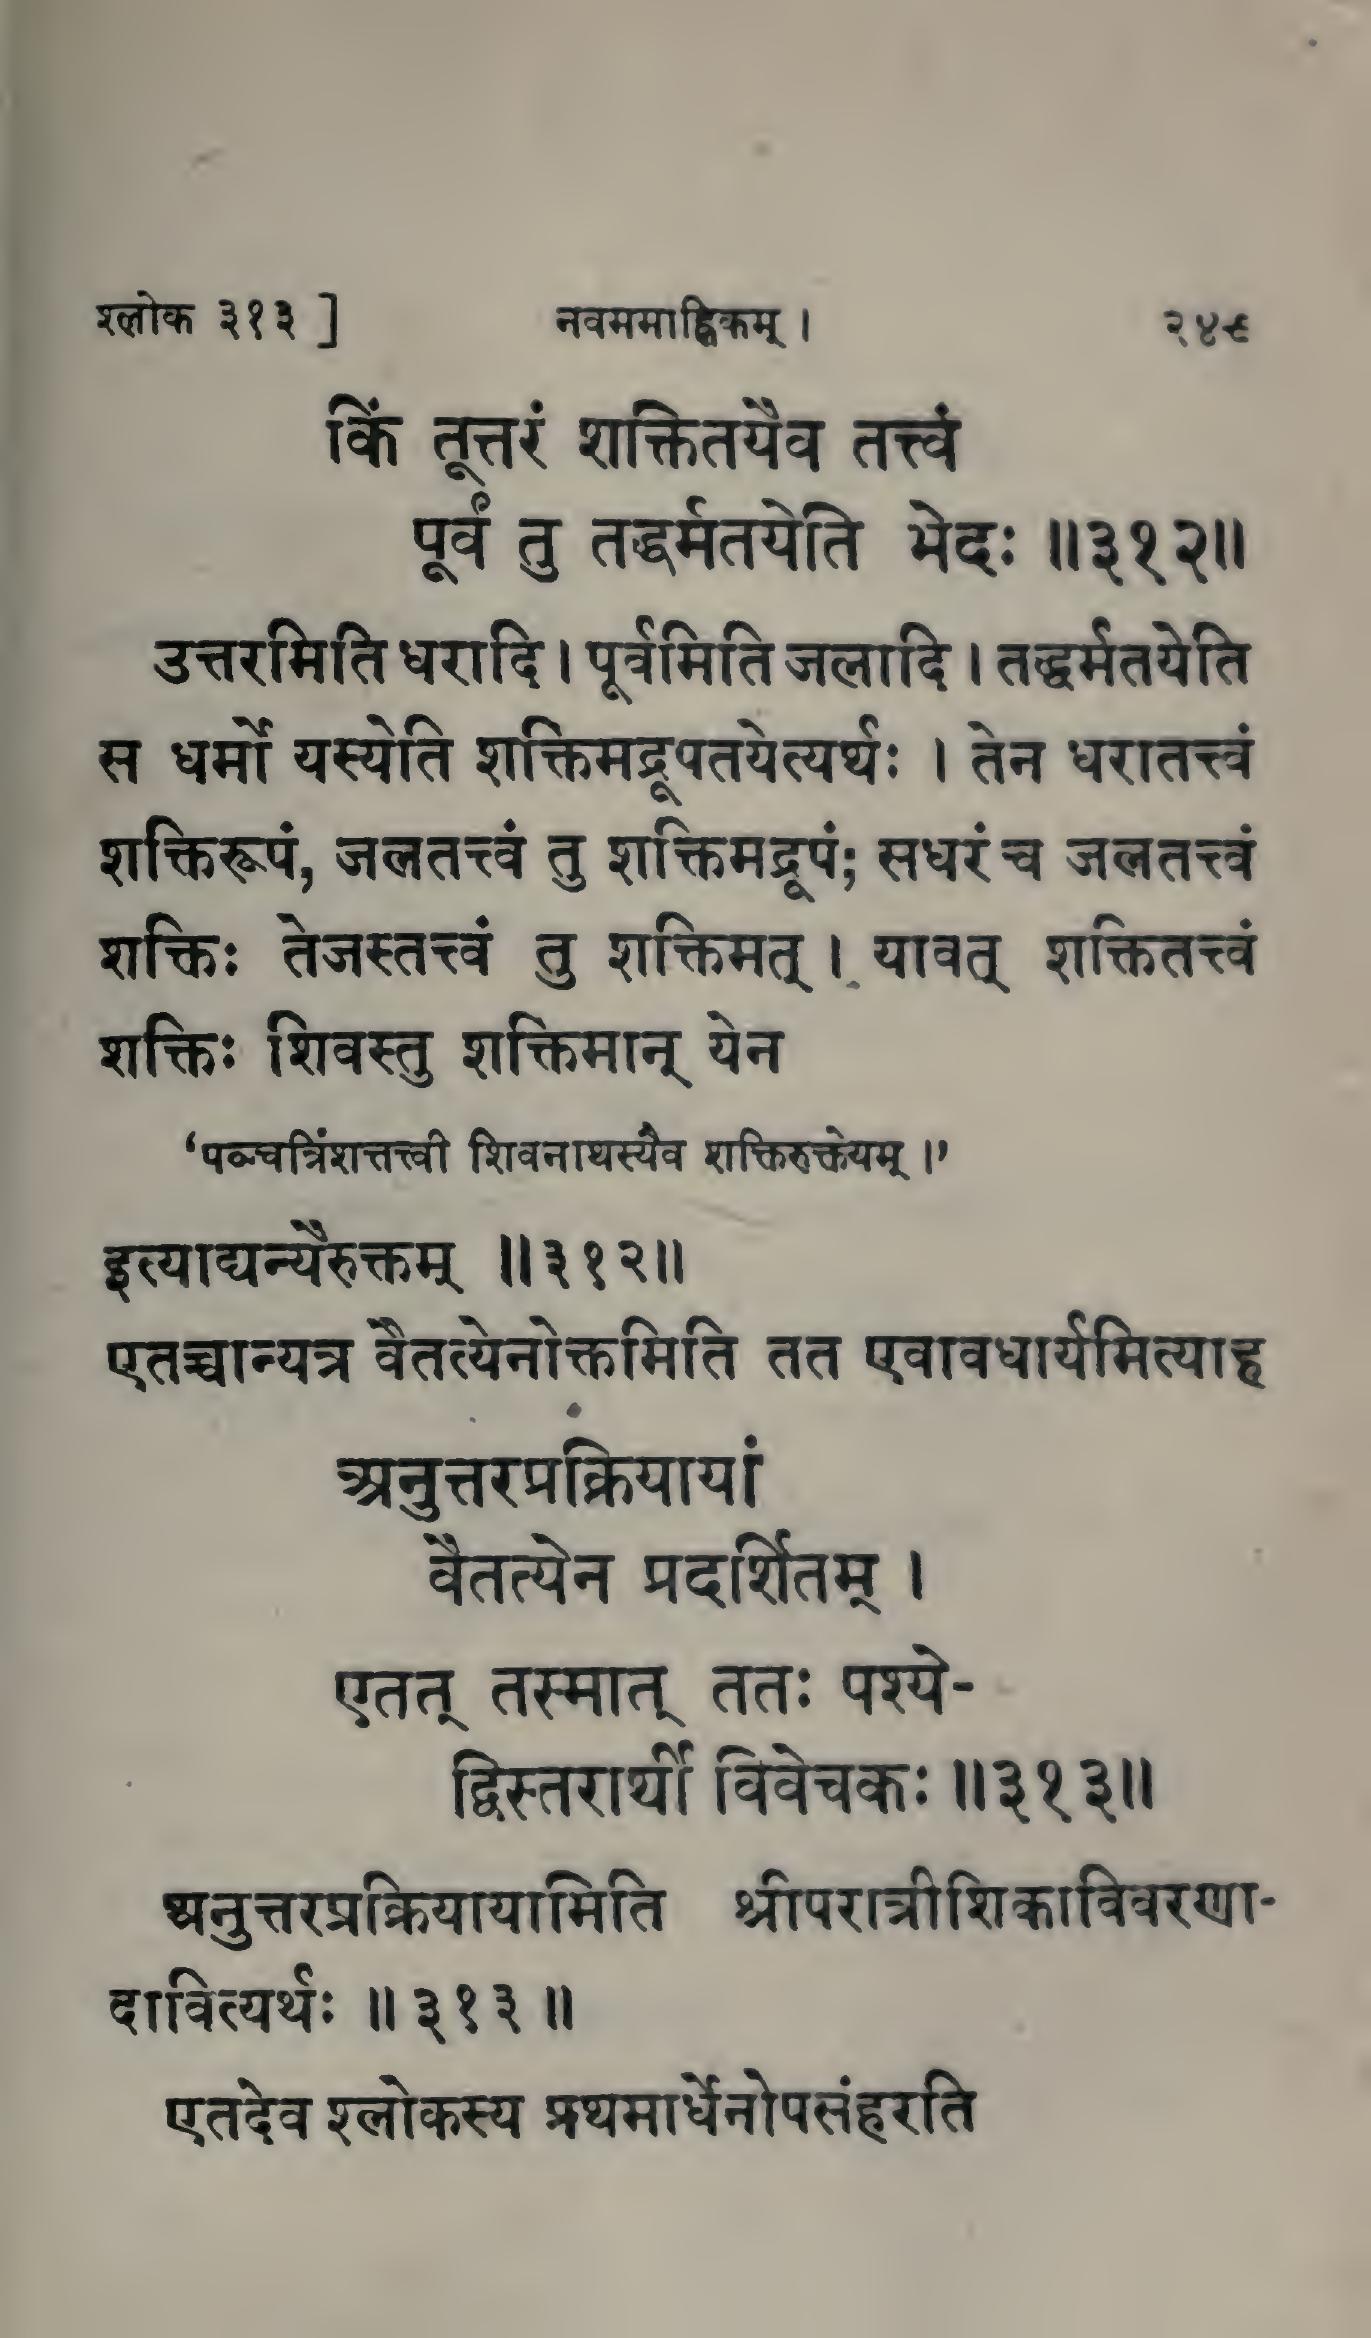 श्लोक ३१३ ] नवममाह्निकम् । २४९
किं तूत्तरं शक्तितयैव तत्त्वं
पूर्वं तु तद्धर्मतयेति भेदः ॥३१२॥
उत्तरमिति धरादि । पूर्वमिति जलादि । तद्धर्मतयेति
स धर्मो यस्येति शक्तिमद्रूपतयेत्यर्थः । तेन धरातत्त्वं
शक्तिरूपं, जलतत्त्वं तु शक्तिमद्रूपं; सधरं च जलतत्त्वं
शक्तिः तेजस्तत्त्वं तु शक्तिमत् । यावत् शक्तितत्त्वं
शक्तिः शिवस्तु शक्तिमान् येन
‘पञ्चत्रिंशत्तत्त्वी शिवनाथस्यैव शक्तिरुक्तेयम् ।’
इत्याद्यन्यैरुक्तम् ॥३१२॥
एतच्चान्यत्र वैतत्येनोक्तमिति तत एवावधार्यमित्याह
अनुत्तरप्रक्रियायां
वैतत्येन प्रदर्शितम् ।
एतत् तस्मात् ततः पश्ये-
द्विस्तरार्थी विवेचकः ॥३१३॥
अनुत्तरप्रक्रियायामिति श्रीपरात्रीशिकाविवरणा-
दावित्यर्थः ॥ ३१३ ॥
एतदेव श्लोकस्य प्रथमार्धेनोपसंहरति